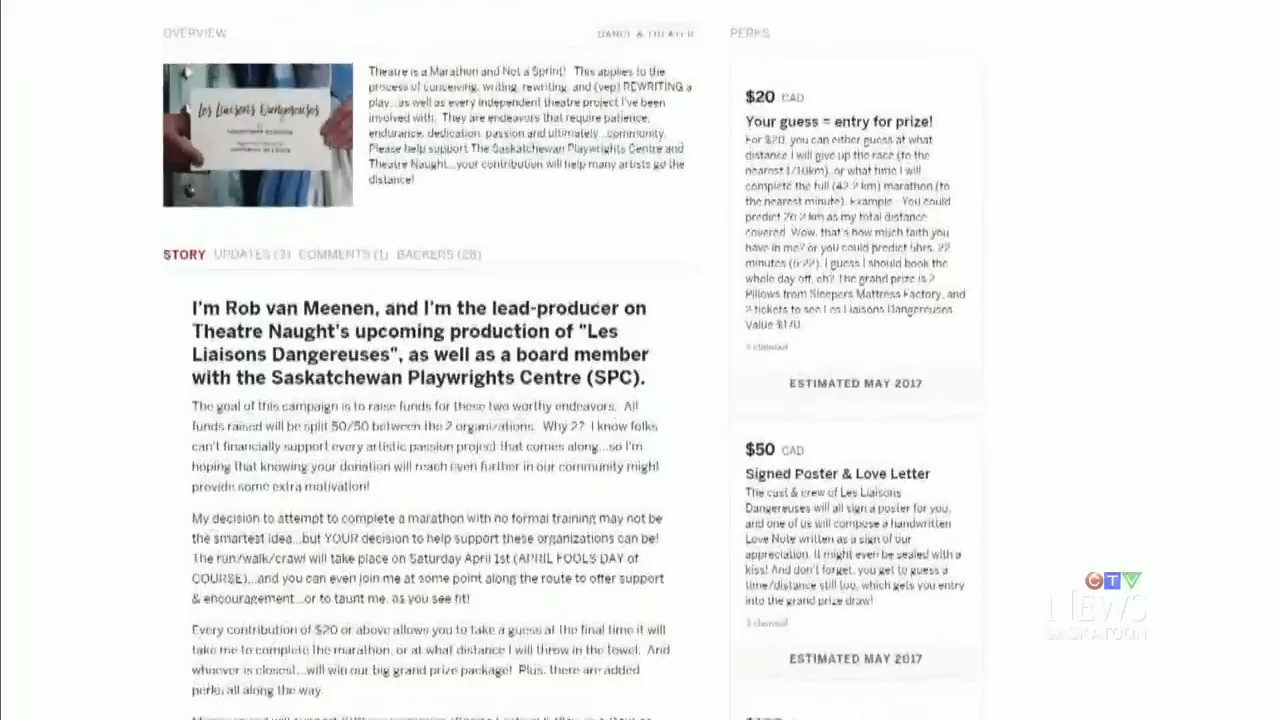 OVERVIEW
DANCE & THEATER
Les Liaisons Dangereuses
Theatre is a Marathon and Not a Sprint! This applies to the
process of conceiving, writing, rewriting, and (yep) REWRITING a
play...as well as every independent theatre project I've been
involved with. They are endeavors that require patience,
endurance, dedication, passion and ultimately...community.
Please help support The Saskatchewan Playwrights Centre and
Theatre Naught...your contribution will help many artists go the
distance!
STORY UPDATES (3) COMMENTS (1) BACKERS (28)
I'm Rob van Meenen, and I'm the lead-producer on
Theatre Naught's upcoming production of "Les
Liaisons Dangereuses", as well as a board member
with the Saskatchewan Playwrights Centre (SPC).
The goal of this campaign is to raise funds for these two worthy endeavors. All
funds raised will be split 50/50 between the 2 organizations. Why 2? I know folks
can't financially support every artistic passion project that comes along...so I'm
hoping that knowing your donation will reach even further in our community might
provide some extra motivation!
My decision to attempt to complete a marathon with no formal training may not be
the smartest idea...but YOUR decision to help support these organizations can be!
The run/walk/crawl will take place on Saturday April 1st (APRIL FOOLS DAY of
COURSE)...and you can even join me at some point along the route to offer support
& encouragement...or to taunt me, as you see fit!
Every contribution of $20 or above allows you to take a guess at the final time it will
take me to complete the marathon, or at what distance I will throw in the towel. And
whoever is closest...will win our big grand prize package! Plus, there are added
perks all along the way.
PERKS
$20 CAD
Your guess = entry for prize!
For $20, you can either guess at what
distance I will give up the race (to the
nearest 1/10km), or what time I will
complete the full (42.2 km) marathon (to
the nearest minute). Example - You could
predict 26.2 km as my total distance
covered. Wow, that's how much faith you
have in me? or you could predict 6hrs, 22
minutes (6:22). I guess I should book the
whole day off, eh? The grand prize is 2
Pillows from Sleepers Mattress Factory, and
2 tickets to see Les Liaisons Dangereuses
Value $170
claimed
ESTIMATED MAY 2017
$50 CAD
Signed Poster & Love Letter
The cast & crew of Les Liaisons
Dangereuses will all sign a poster for you,
and one of us will compose a handwritten
Love Note written as a sign of our
appreciation. It might even be sealed with a
kiss! And don't forget, you get to guess a
time/distance still too, which gets you entry
into the grand prize draw!
claimed
ESTIMATED MAY 2017
CTV
NEWS
SASKATOON